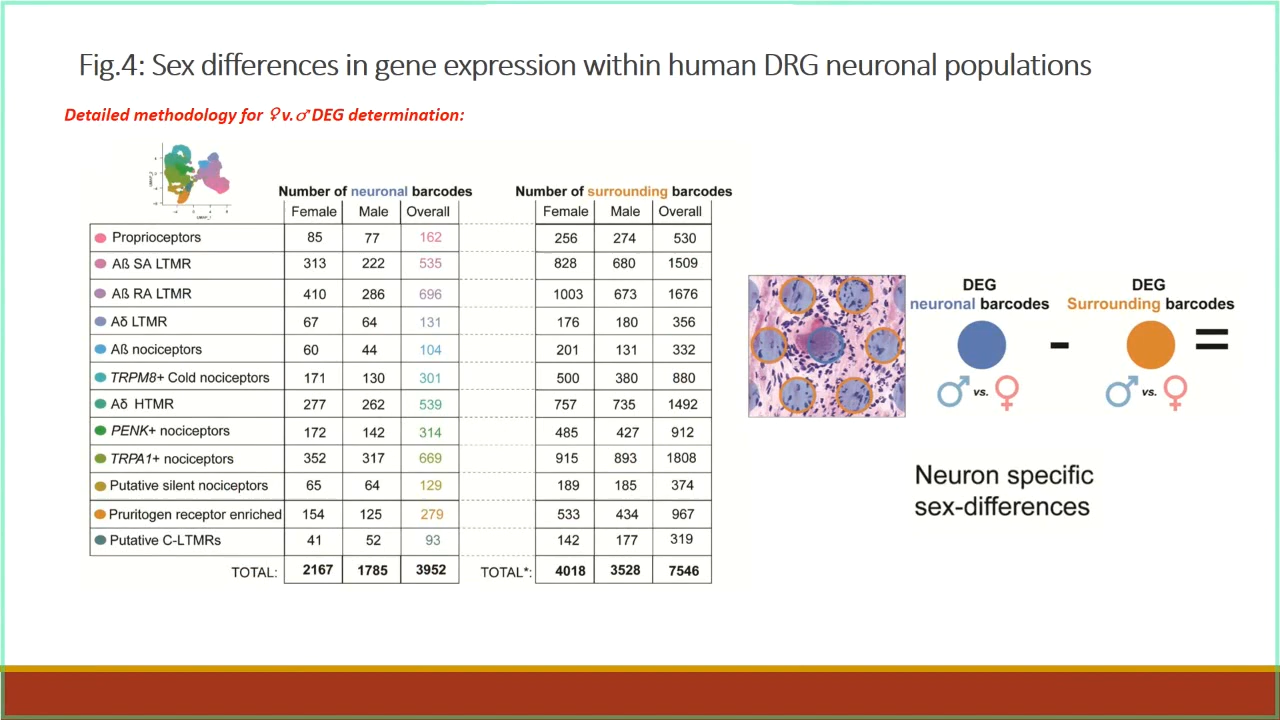 Fig.4: Sex differences in gene expression within human DRG neuronal populations
Detailed methodology for ♀v.♂DEG determination:
Number of neuronal barcodes
Number of surrounding barcodes
Female Male Overall Female Male Overall
Proprioceptors 85 77 162 256 274 530
Aß SA LTMR 313 222 535 828 680 1509
Aß RA LTMR 410 286 696 1003 673 1676
Aδ LTMR 67 64 131 176 180 356
Aß nociceptors 60 44 104 201 131 332
TRPM8+ Cold nociceptors 171 130 301 500 380 880
Aδ HTMR 277 262 539 757 735 1492
PENK+ nociceptors 172 142 314 485 427 912
TRPA1+ nociceptors 352 317 669 915 893 1808
Putative silent nociceptors 65 64 129 189 185 374
Pruritogen receptor enriched 154 125 279 533 434 967
Putative C-LTMRs 41 52 93 142 177 319
TOTAL: 2167 1785 3952 TOTAL*: 4018 3528 7546
DEG
neuronal barcodes
DEG
Surrounding barcodes
- =
♂ vs. ♀
♂ vs. ♀
Neuron specific
sex-differences